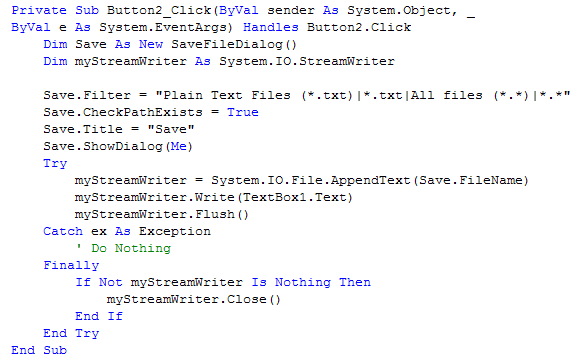 Private Sub Button2_Click(ByVal sender As System.Object, _
ByVal e As System.EventArgs) Handles Button2.Click
    Dim Save As New SaveFileDialog()
    Dim myStreamWriter As System.IO.StreamWriter

    Save.Filter = "Plain Text Files (*.txt)|*.txt|All files (*.*)|*.*"
    Save.CheckPathExists = True
    Save.Title = "Save"
    Save.ShowDialog(Me)
    Try
        myStreamWriter = System.IO.File.AppendText(Save.FileName)
        myStreamWriter.Write(TextBox1.Text)
        myStreamWriter.Flush()
    Catch ex As Exception
        ' Do Nothing
    Finally
        If Not myStreamWriter Is Nothing Then
            myStreamWriter.Close()
        End If
    End Try
End Sub